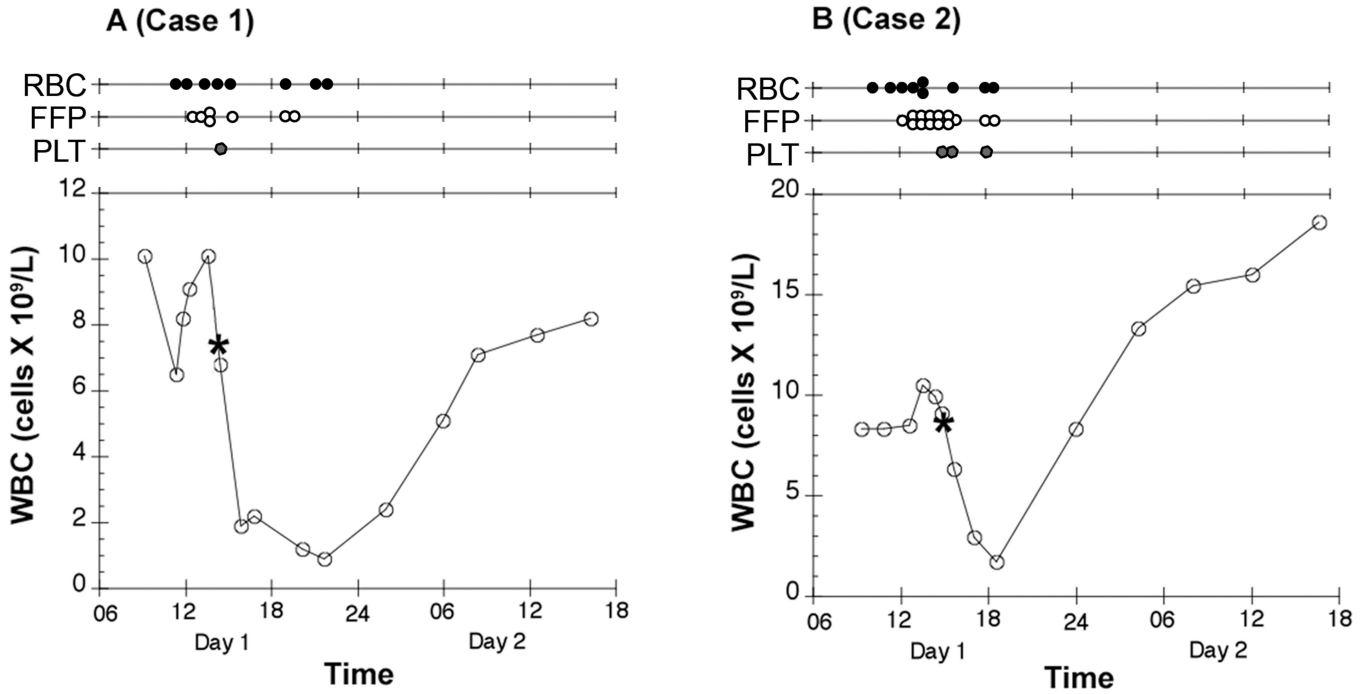 A (Case 1)
RBC
FFP
PLT
12
10
8
6
4
2
0
WBC (cells X 10⁹/L)
*
06 12 18 24 06 12 18
Day 1 Day 2
Time
B (Case 2)
RBC
FFP
PLT
20
15
10
5
0
WBC (cells X 10⁹/L)
*
06 12 18 24 06 12 18
Day 1 Day 2
Time